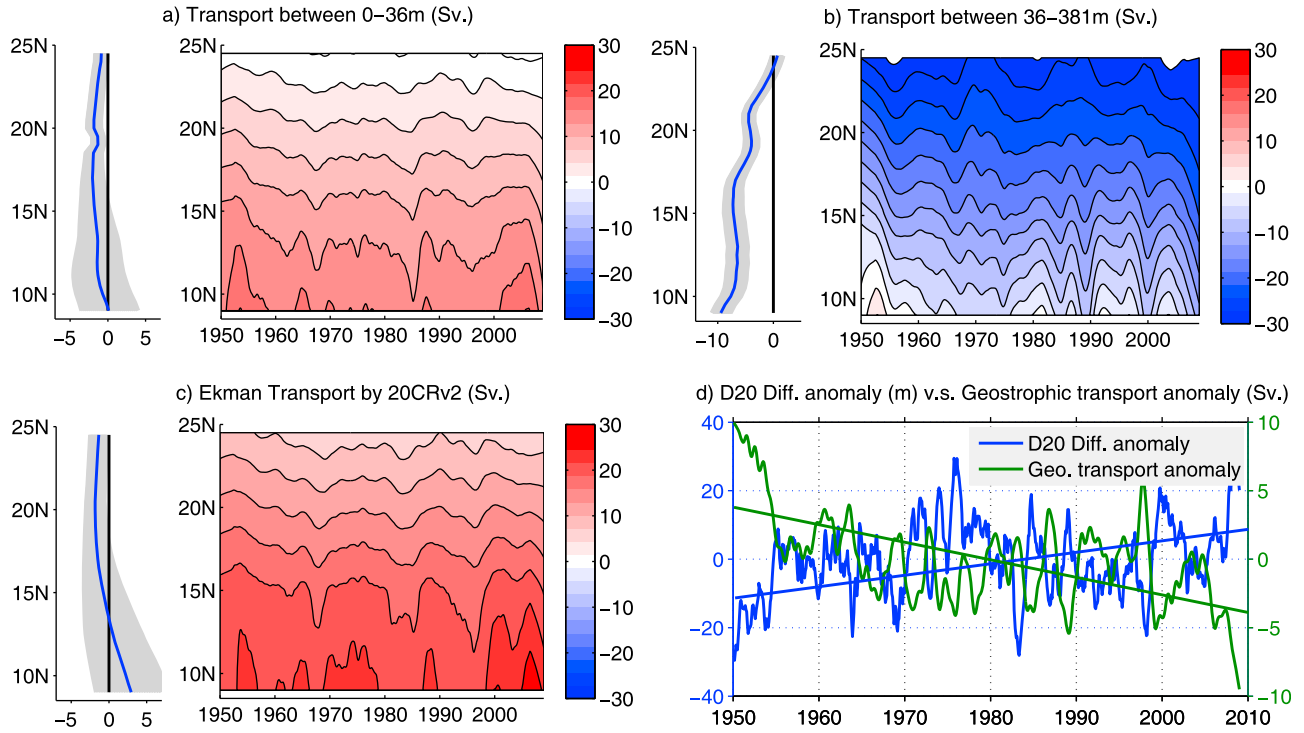 a) Transport between 0−36m (Sv.)
25N
20N
15N
10N
−5 0 5
25N
20N
15N
10N
1950 1960 1970 1980 1990 2000
30
20
10
0
−10
−20
−30
b) Transport between 36−381m (Sv.)
25N
20N
15N
10N
−10 0
25N
20N
15N
10N
1950 1960 1970 1980 1990 2000
30
20
10
0
−10
−20
−30
c) Ekman Transport by 20CRv2 (Sv.)
25N
20N
15N
10N
−5 0 5
25N
20N
15N
10N
1950 1960 1970 1980 1990 2000
30
20
10
0
−10
−20
−30
d) D20 Diff. anomaly (m) v.s. Geostrophic transport anomaly (Sv.)
40
20
0
−20
−40
D20 Diff. anomaly
Geo. transport anomaly
10
5
0
−5
−10
1950 1960 1970 1980 1990 2000 2010